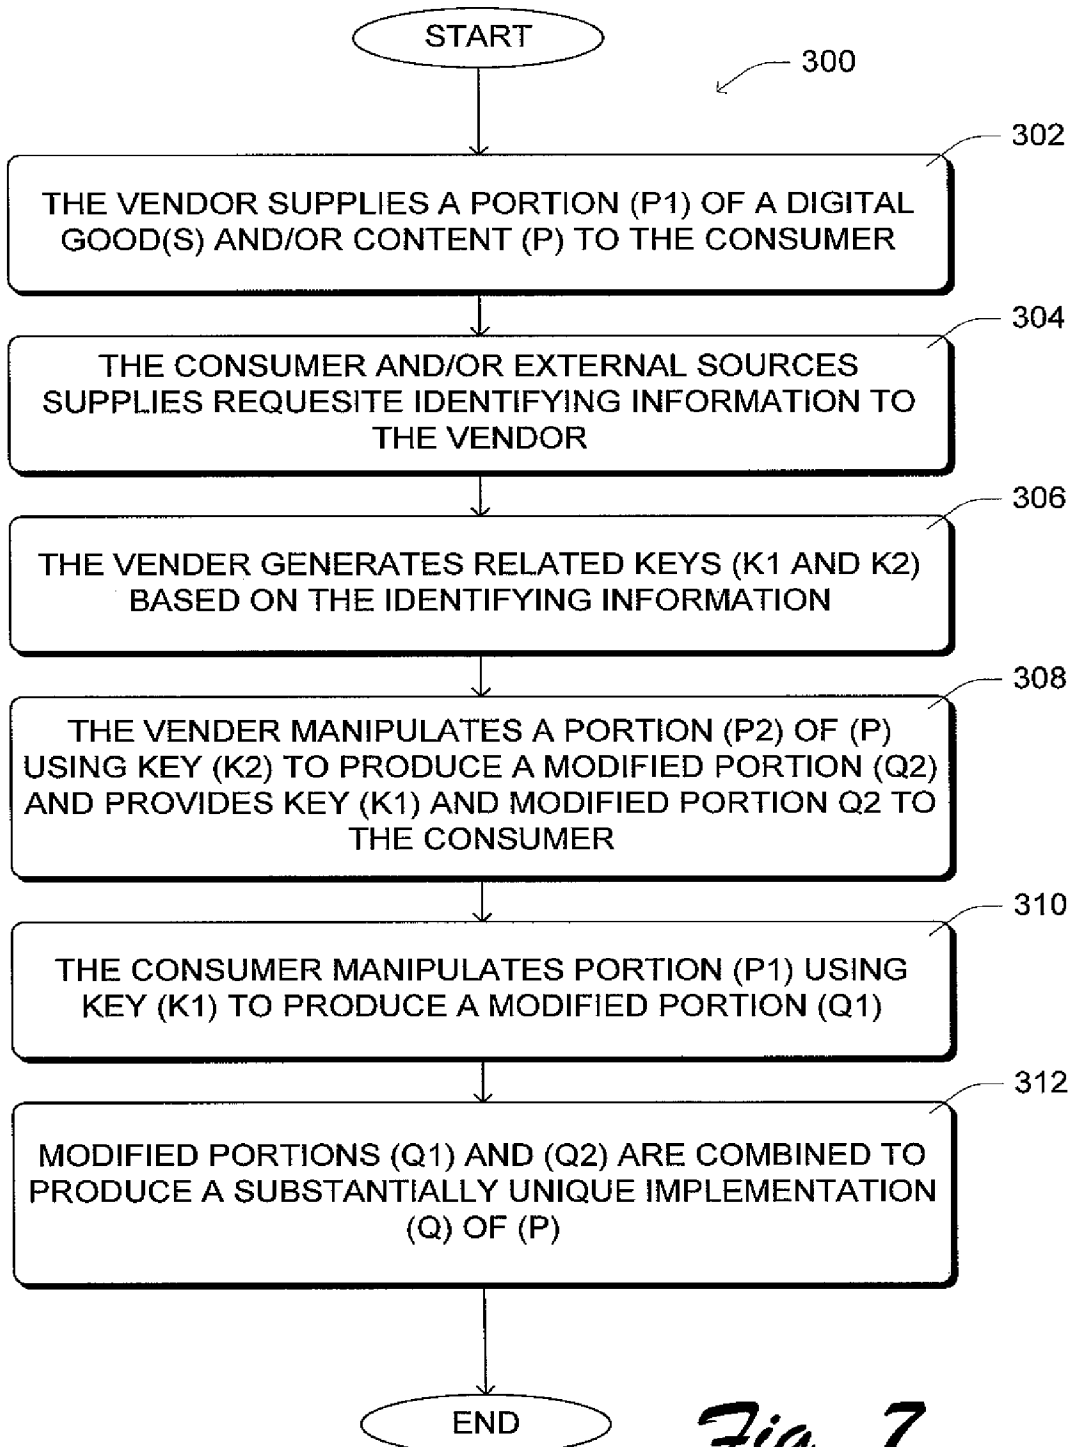 START
300
302
THE VENDOR SUPPLIES A PORTION (P1) OF A DIGITAL
GOOD(S) AND/OR CONTENT (P) TO THE CONSUMER
304
THE CONSUMER AND/OR EXTERNAL SOURCES
SUPPLIES REQUESITE IDENTIFYING INFORMATION TO
THE VENDOR
306
THE VENDER GENERATES RELATED KEYS (K1 AND K2)
BASED ON THE IDENTIFYING INFORMATION
308
THE VENDER MANIPULATES A PORTION (P2) OF (P)
USING KEY (K2) TO PRODUCE A MODIFIED PORTION (Q2)
AND PROVIDES KEY (K1) AND MODIFIED PORTION Q2 TO
THE CONSUMER
310
THE CONSUMER MANIPULATES PORTION (P1) USING
KEY (K1) TO PRODUCE A MODIFIED PORTION (Q1)
312
MODIFIED PORTIONS (Q1) AND (Q2) ARE COMBINED TO
PRODUCE A SUBSTANTIALLY UNIQUE IMPLEMENTATION
(Q) OF (P)
END
Fig. 7